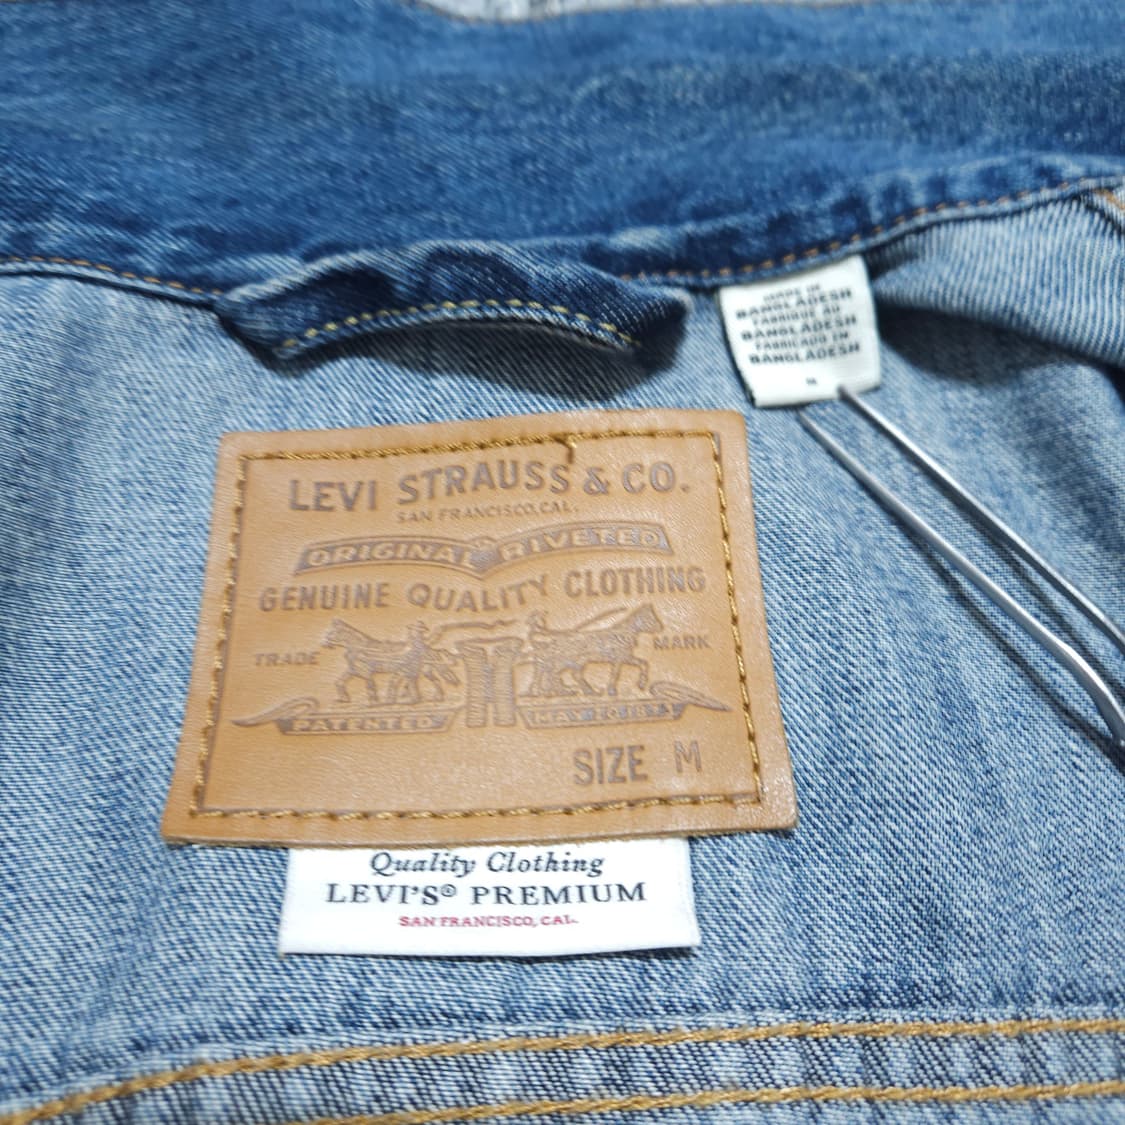 MADE IN
BANGLADESH
FABRIQUÉ AU
BANGLADESH
FABRICADO EN
BANGLADESH
LEVI STRAUSS & CO.
SAN FRANCISCO, CAL.
ORIGINAL RIVETED
GENUINE QUALITY CLOTHING
TRADE MARK
PATENTED MAY 20 1873
SIZE M
Quality Clothing
LEVI'S® PREMIUM
SAN FRANCISCO, CAL.